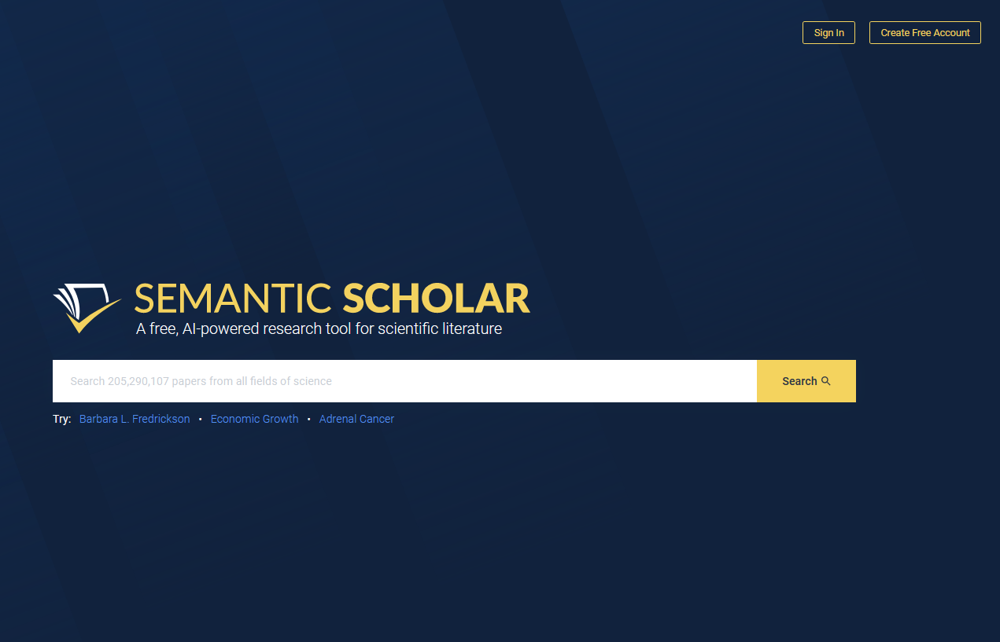 Sign In
Create Free Account
SEMANTIC SCHOLAR
A free, AI-powered research tool for scientific literature
Search 205,290,107 papers from all fields of science
Search
Try: Barbara L. Fredrickson • Economic Growth • Adrenal Cancer